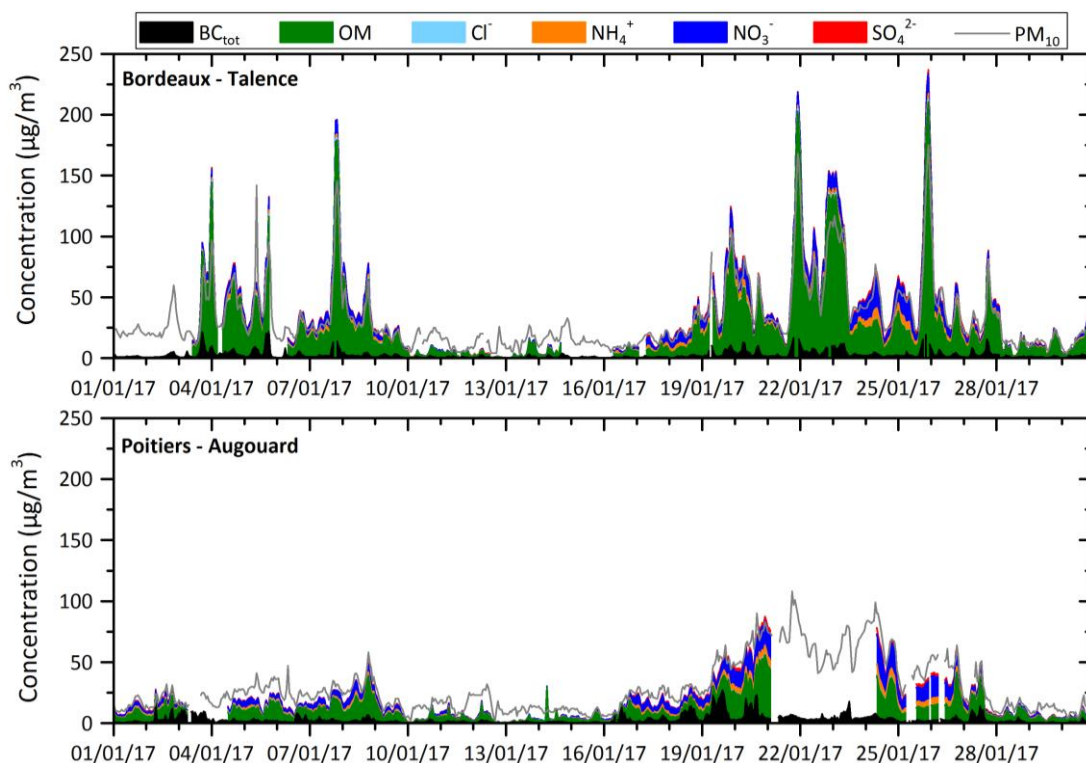 BCtot OM Cl⁻ NH₄⁺ NO₃⁻ SO₄²⁻ PM₁₀
Bordeaux - Talence
Concentration (µg/m³)
250
200
150
100
50
0
01/01/17 04/01/17 07/01/17 10/01/17 13/01/17 16/01/17 19/01/17 22/01/17 25/01/17 28/01/17
Poitiers - Augouard
Concentration (µg/m³)
250
200
150
100
50
0
01/01/17 04/01/17 07/01/17 10/01/17 13/01/17 16/01/17 19/01/17 22/01/17 25/01/17 28/01/17